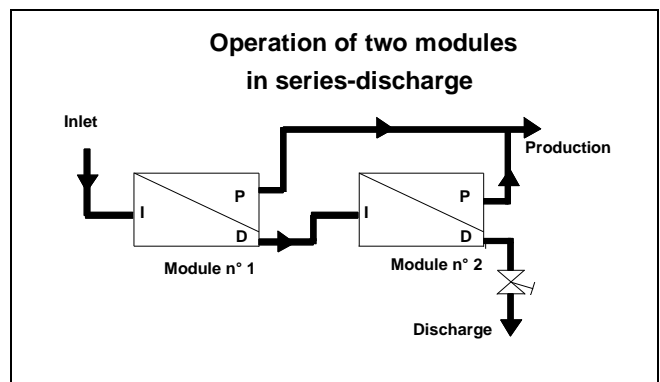 Operation of two modules
in series-discharge
Inlet
Production
I
P
D
I
P
D
Module n° 1
Module n° 2
Discharge